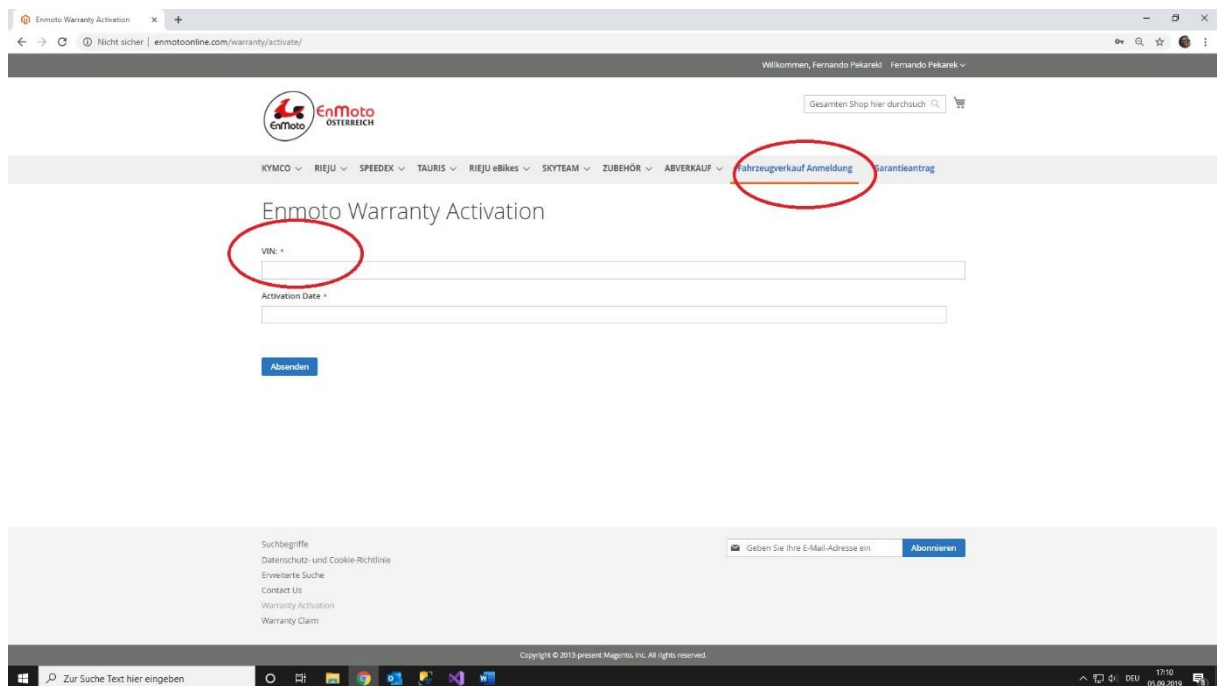 Enmoto Warranty Activation
Nicht sicher | enmotoonline.com/warranty/activate/
Willkommen, Fernando Pekarek! Fernando Pekarek
EnMoto
EnMoto
ÖSTERREICH
Gesamten Shop hier durchsuch
KYMCO RIEJU SPEEDEX TAURIS RIEJU eBikes SKYTEAM ZUBEHÖR ABVERKAUF Fahrzeugverkauf Anmeldung Garantieantrag
Enmoto Warranty Activation
VIN: *
Activation Date *
Absenden
Suchbegriffe
Geben Sie Ihre E-Mail-Adresse ein Abonnieren
Datenschutz- und Cookie-Richtlinie
Erweiterte Suche
Contact Us
Warranty Activation
Warranty Claim
Copyright © 2013-present Magento, Inc. All rights reserved.
Zur Suche Text hier eingeben
DEU
17:10
05.09.2019